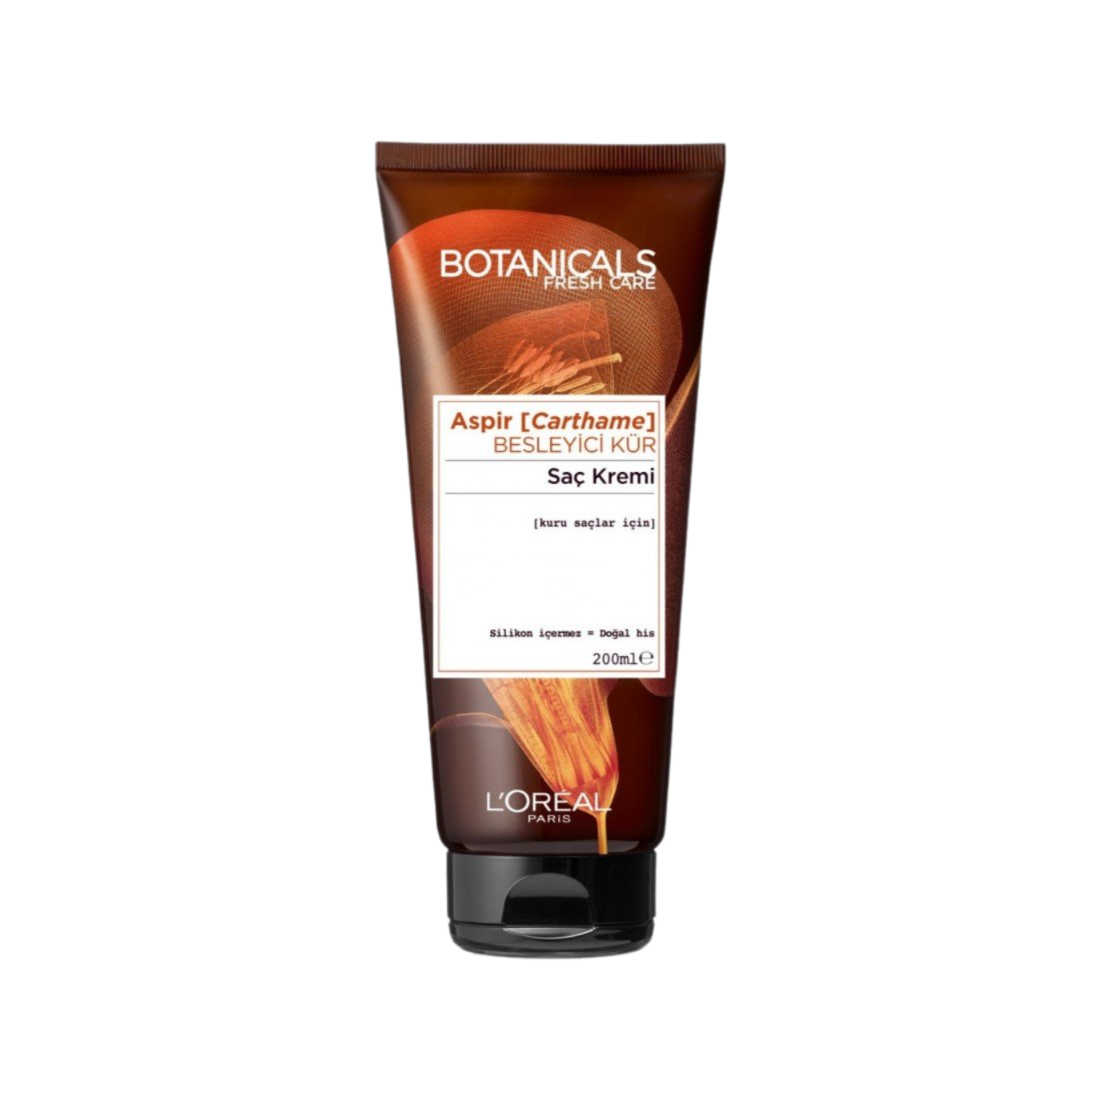 BOTANICALS
FRESH CARE
Aspir [Carthame]
BESLEYİCİ KÜR
Saç Kremi
[kuru saçlar için]
Silikon içermez = Doğal his
200ml℮
L'ORÉAL
PARiS